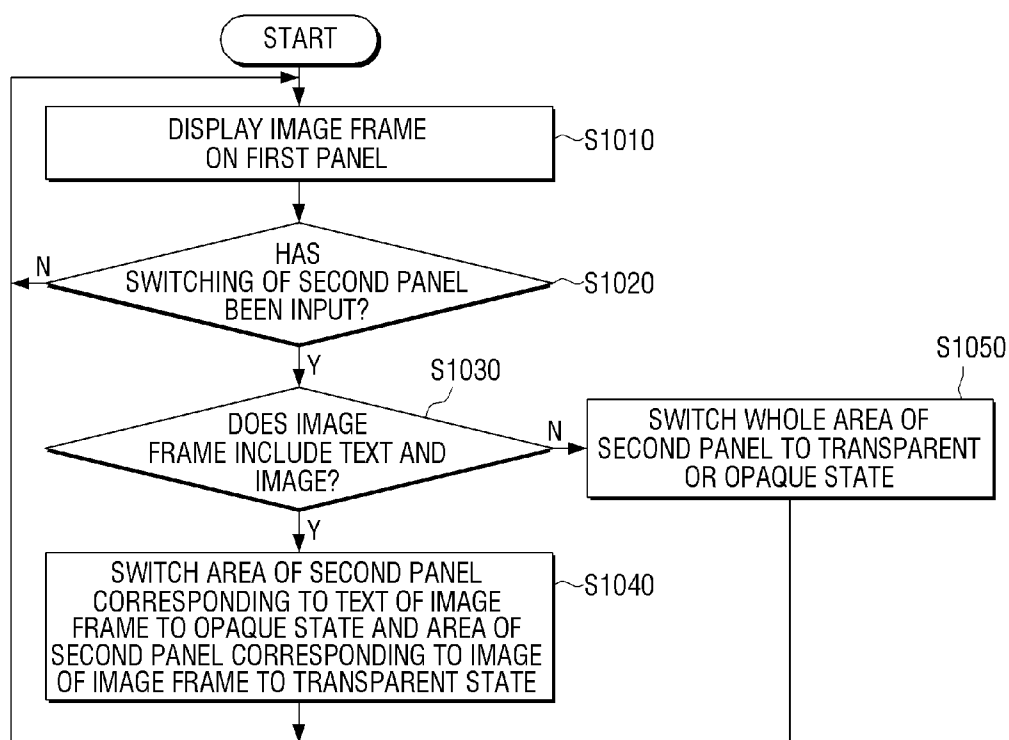 START
DISPLAY IMAGE FRAME
ON FIRST PANEL
S1010
HAS
SWITCHING OF SECOND PANEL
BEEN INPUT?
S1020
N
Y
S1030
DOES IMAGE
FRAME INCLUDE TEXT AND
IMAGE?
N
Y
S1050
SWITCH WHOLE AREA OF
SECOND PANEL TO TRANSPARENT
OR OPAQUE STATE
SWITCH AREA OF SECOND PANEL
CORRESPONDING TO TEXT OF IMAGE
FRAME TO OPAQUE STATE AND AREA OF
SECOND PANEL CORRESPONDING TO IMAGE
OF IMAGE FRAME TO TRANSPARENT STATE
S1040